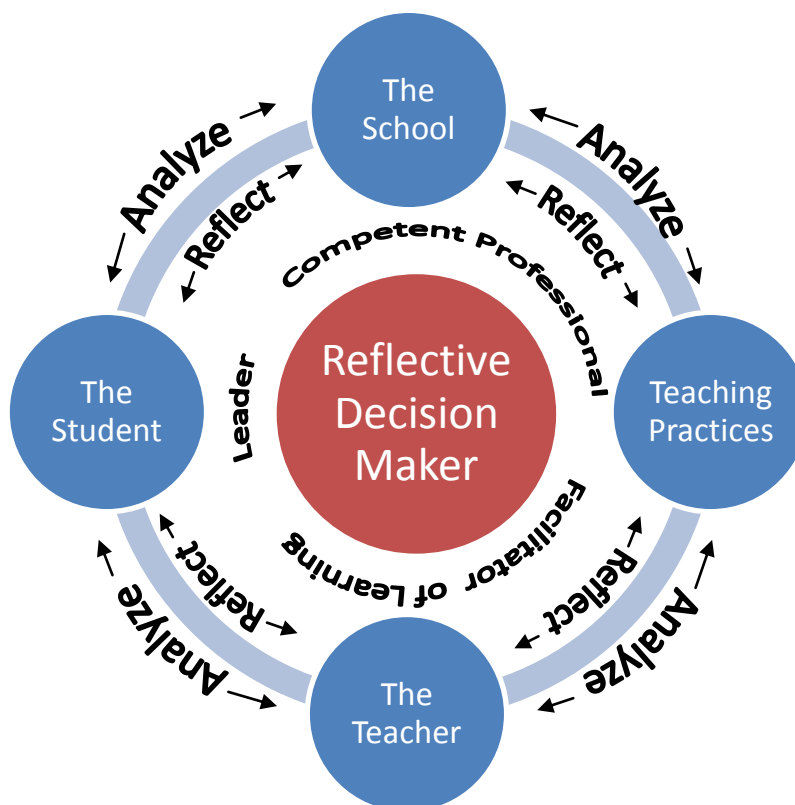 The
School
Analyze
Reflect
Analyze
Reflect
Competent Professional
Leader
Reflective
Decision
Maker
The
Student
Teaching
Practices
Facilitator of Learning
Reflect
Analyze
Reflect
Analyze
The
Teacher